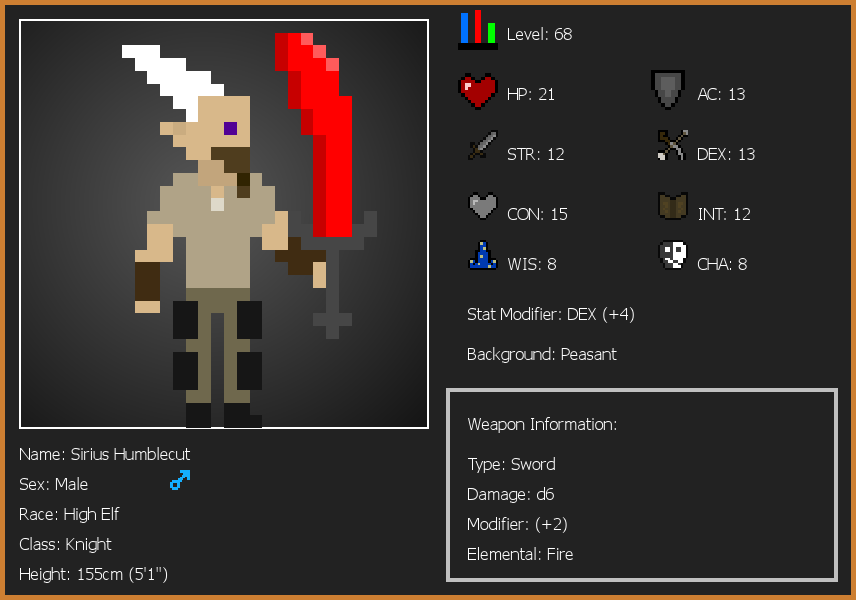 Level: 68
HP: 21
AC: 13
STR: 12
DEX: 13
CON: 15
INT: 12
WIS: 8
CHA: 8
Stat Modifier: DEX (+4)
Background: Peasant
Weapon Information:
Type: Sword
Damage: d6
Modifier: (+2)
Elemental: Fire
Name: Sirius Humblecut
Sex: Male
Race: High Elf
Class: Knight
Height: 155cm (5'1")